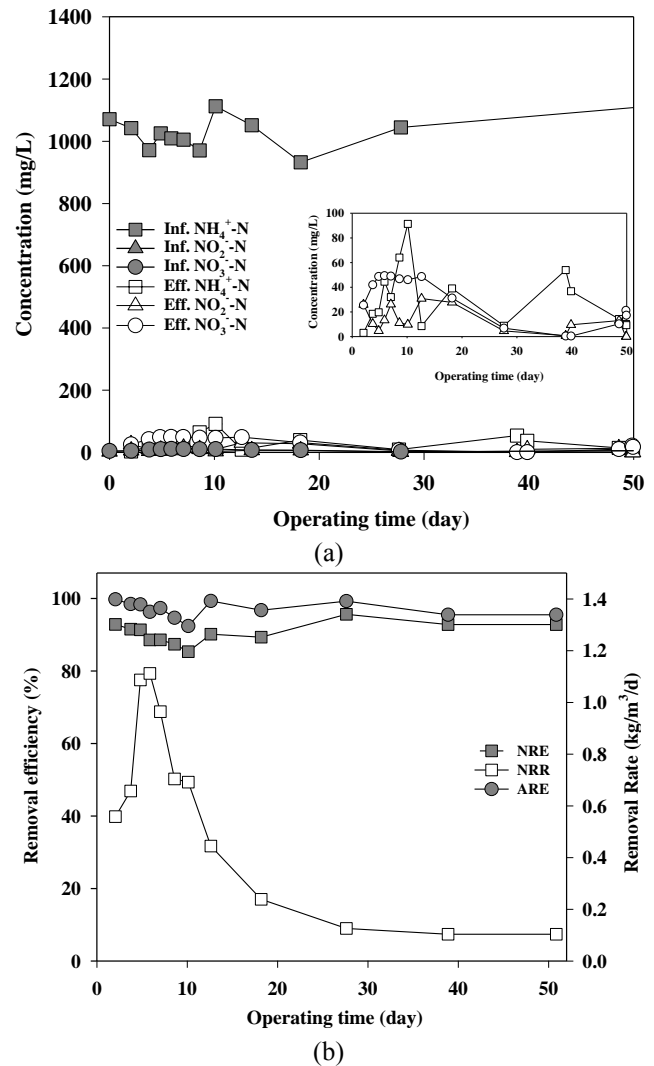 1400
1200
1000
800
600
400
200
0
Concentration (mg/L)
Inf. NH₄⁺-N
Inf. NO₂⁻-N
Inf. NO₃⁻-N
Eff. NH₄⁺-N
Eff. NO₂⁻-N
Eff. NO₃⁻-N
100
80
60
40
20
0
Concentration (mg/L)
0 10 20 30 40 50
Operating time (day)
0 10 20 30 40 50
Operating time (day)
(a)
100
80
60
40
20
0
Removal efficiency (%)
NRE
NRR
ARE
1.4
1.2
1.0
0.8
0.6
0.4
0.2
0.0
Removal Rate (kg/m³/d)
0 10 20 30 40 50
Operating time (day)
(b)